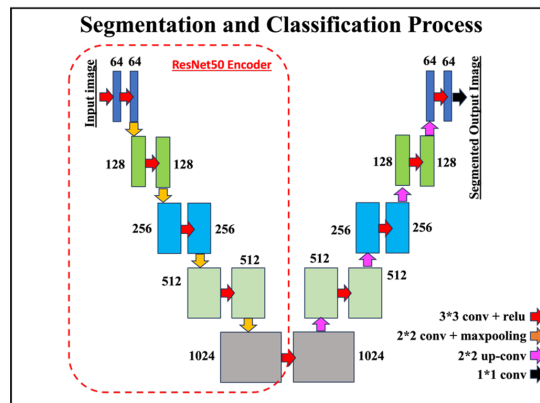 Segmentation and Classification Process
64 64
Input image
ResNet50 Encoder
128
128
256
256
512
512
1024
1024
512
512
256
256
128
128
64 64
Segmented Output Image
3*3 conv + relu
2*2 conv + maxpooling
2*2 up-conv
1*1 conv